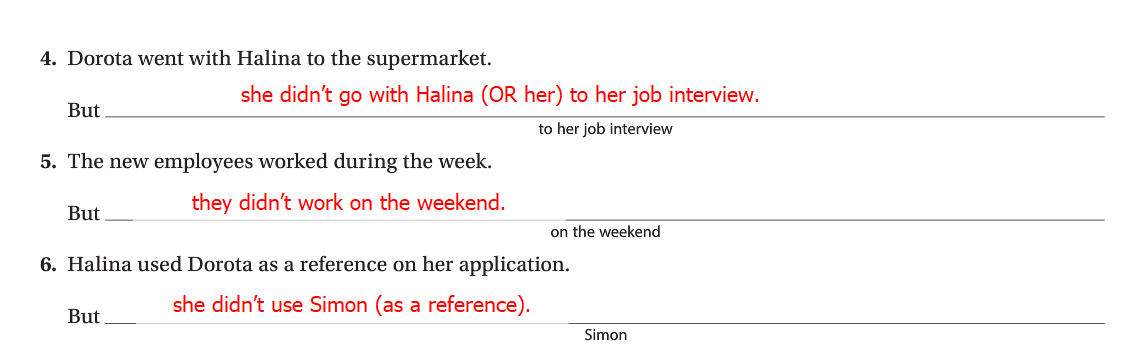 4. Dorota went with Halina to the supermarket.
But she didn't go with Halina (OR her) to her job interview.
to her job interview
5. The new employees worked during the week.
But they didn't work on the weekend.
on the weekend
6. Halina used Dorota as a reference on her application.
But she didn't use Simon (as a reference).
Simon